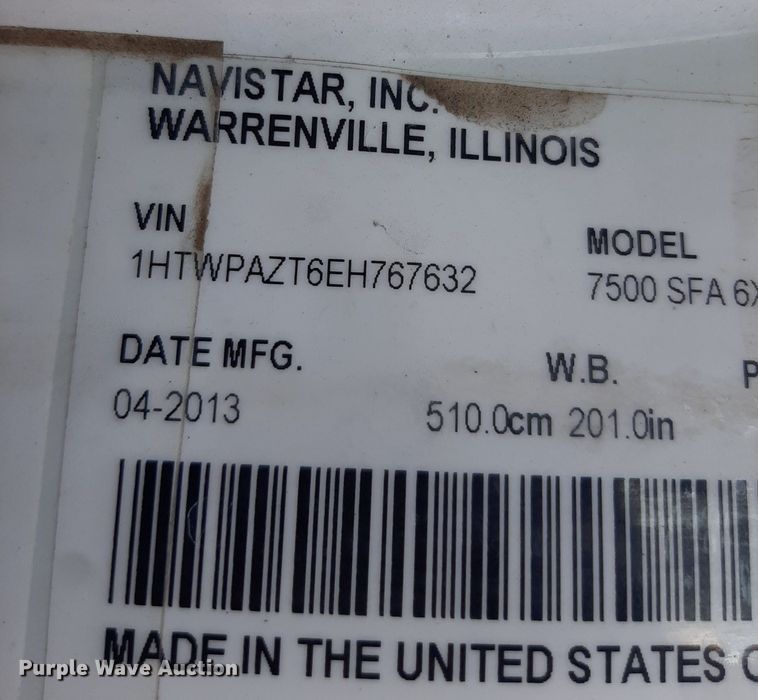 NAVISTAR, INC.
WARRENVILLE, ILLINOIS
VIN
MODEL
1HTWPAZT6EH767632
7500 SFA 6X
DATE MFG.
W.B.
P
04-2013
510.0cm 201.0in
MADE IN THE UNITED STATES O
Purple Wave Auction